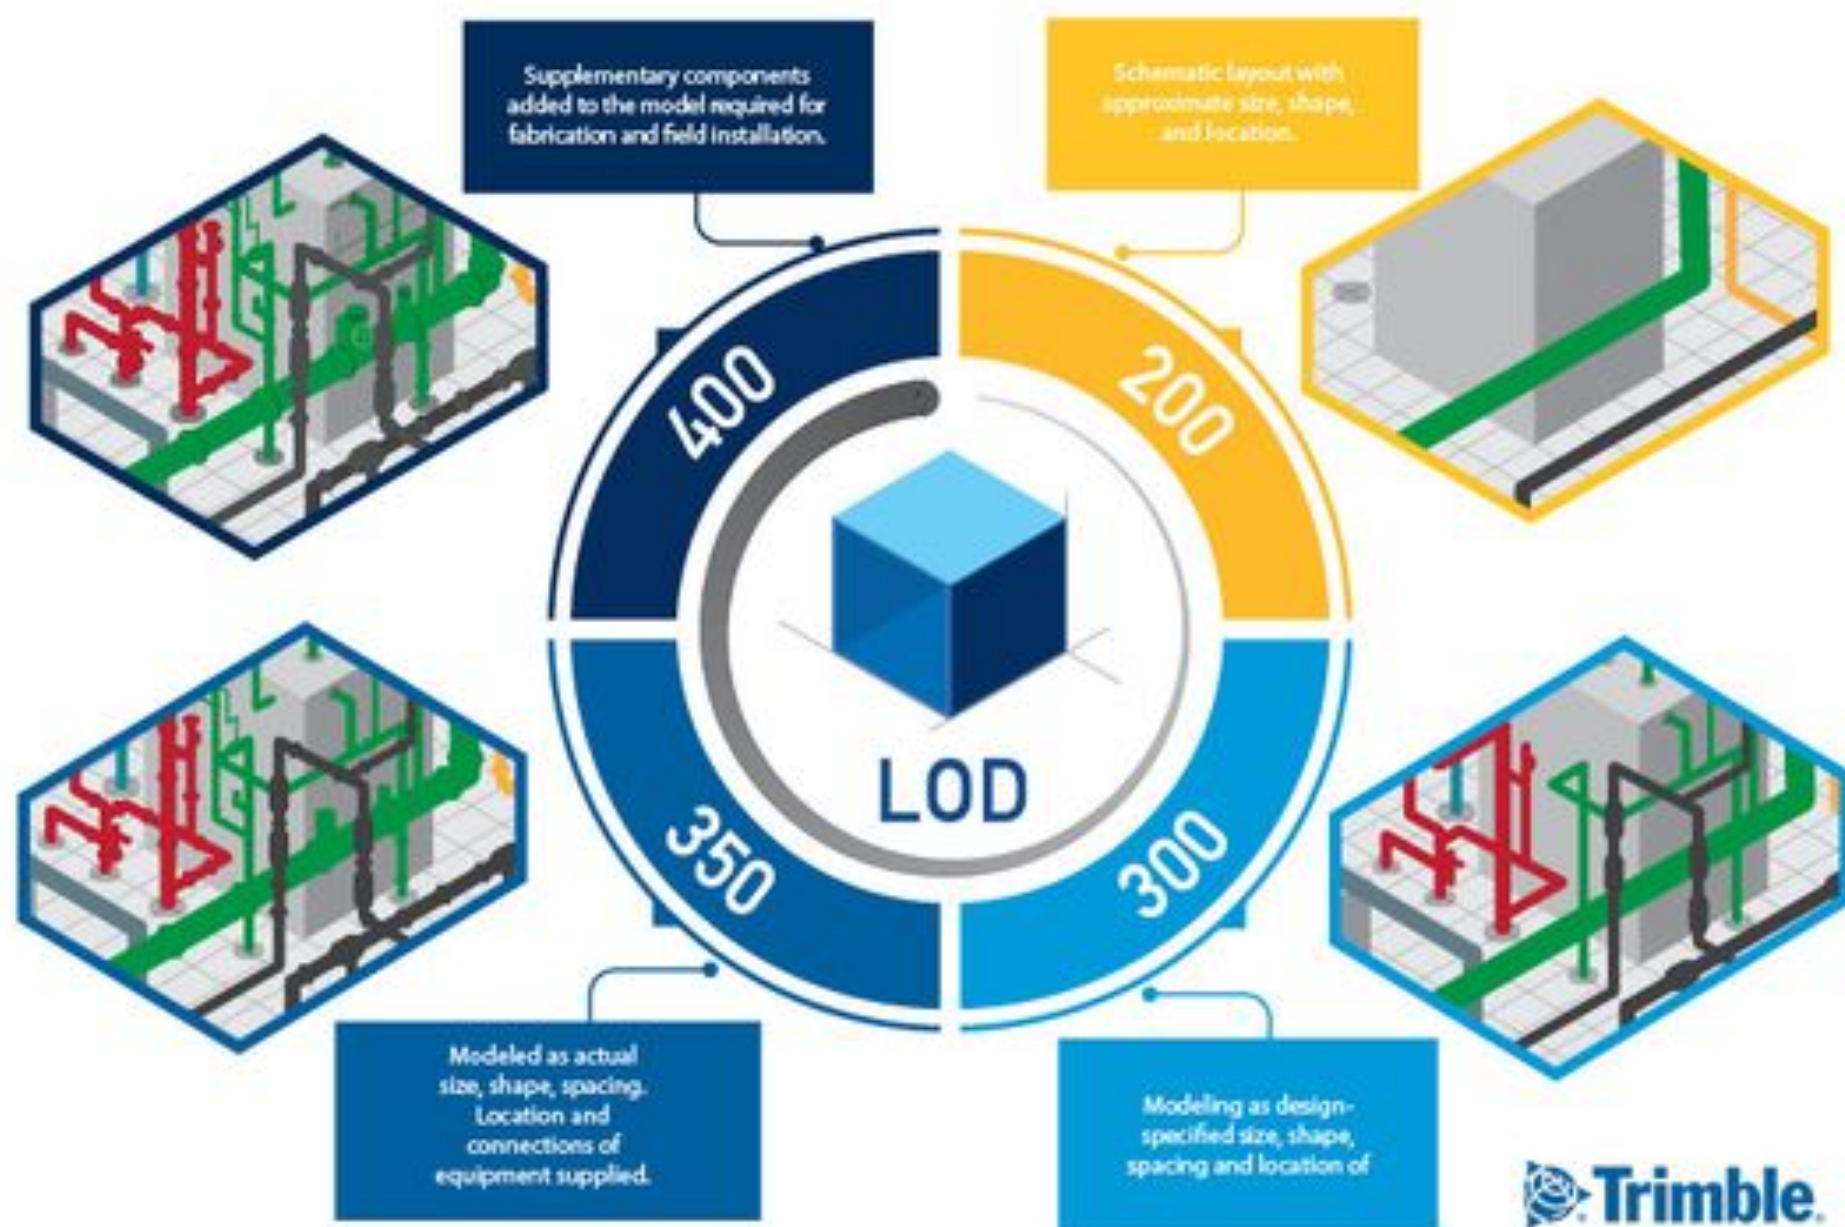 Supplementary components
added to the model required for
fabrication and field installation.
Schematic layout with
approximate size, shape,
and location.
400
200
LOD
350
300
Modeled as actual
size, shape, spacing.
Location and
connections of
equipment supplied.
Modeling as design-
specified size, shape,
spacing and location of
Trimble.